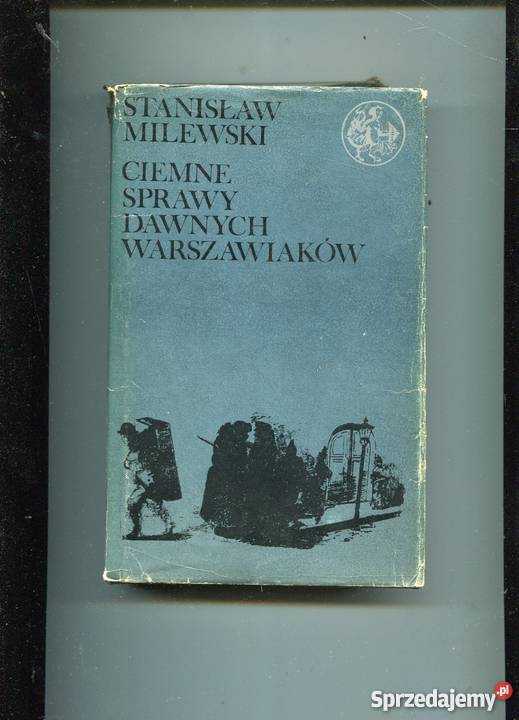 STANISŁAW
MILEWSKI
CIEMNE
SPRAWY
DAWNYCH
WARSZAWIAKÓW
Sprzedajemy.pl